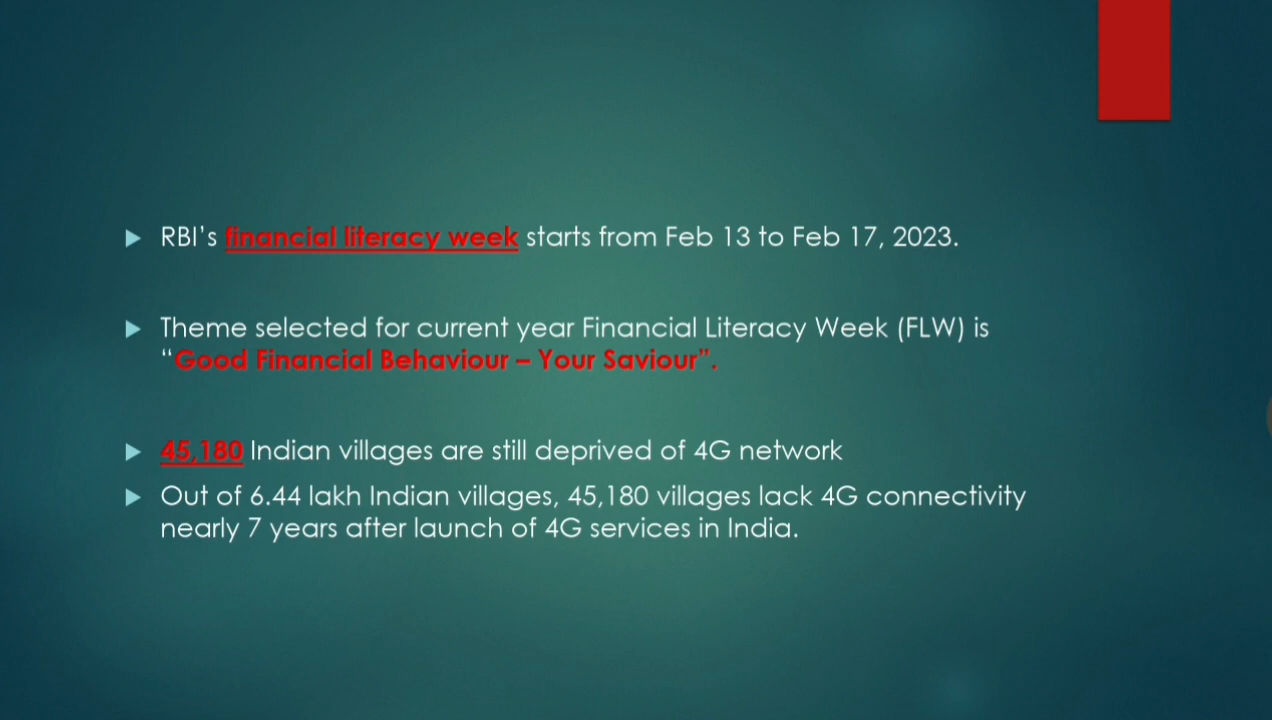 RBI’s financial literacy week starts from Feb 13 to Feb 17, 2023.
Theme selected for current year Financial Literacy Week (FLW) is
“Good Financial Behaviour – Your Saviour”.
45,180 Indian villages are still deprived of 4G network
Out of 6.44 lakh Indian villages, 45,180 villages lack 4G connectivity
nearly 7 years after launch of 4G services in India.